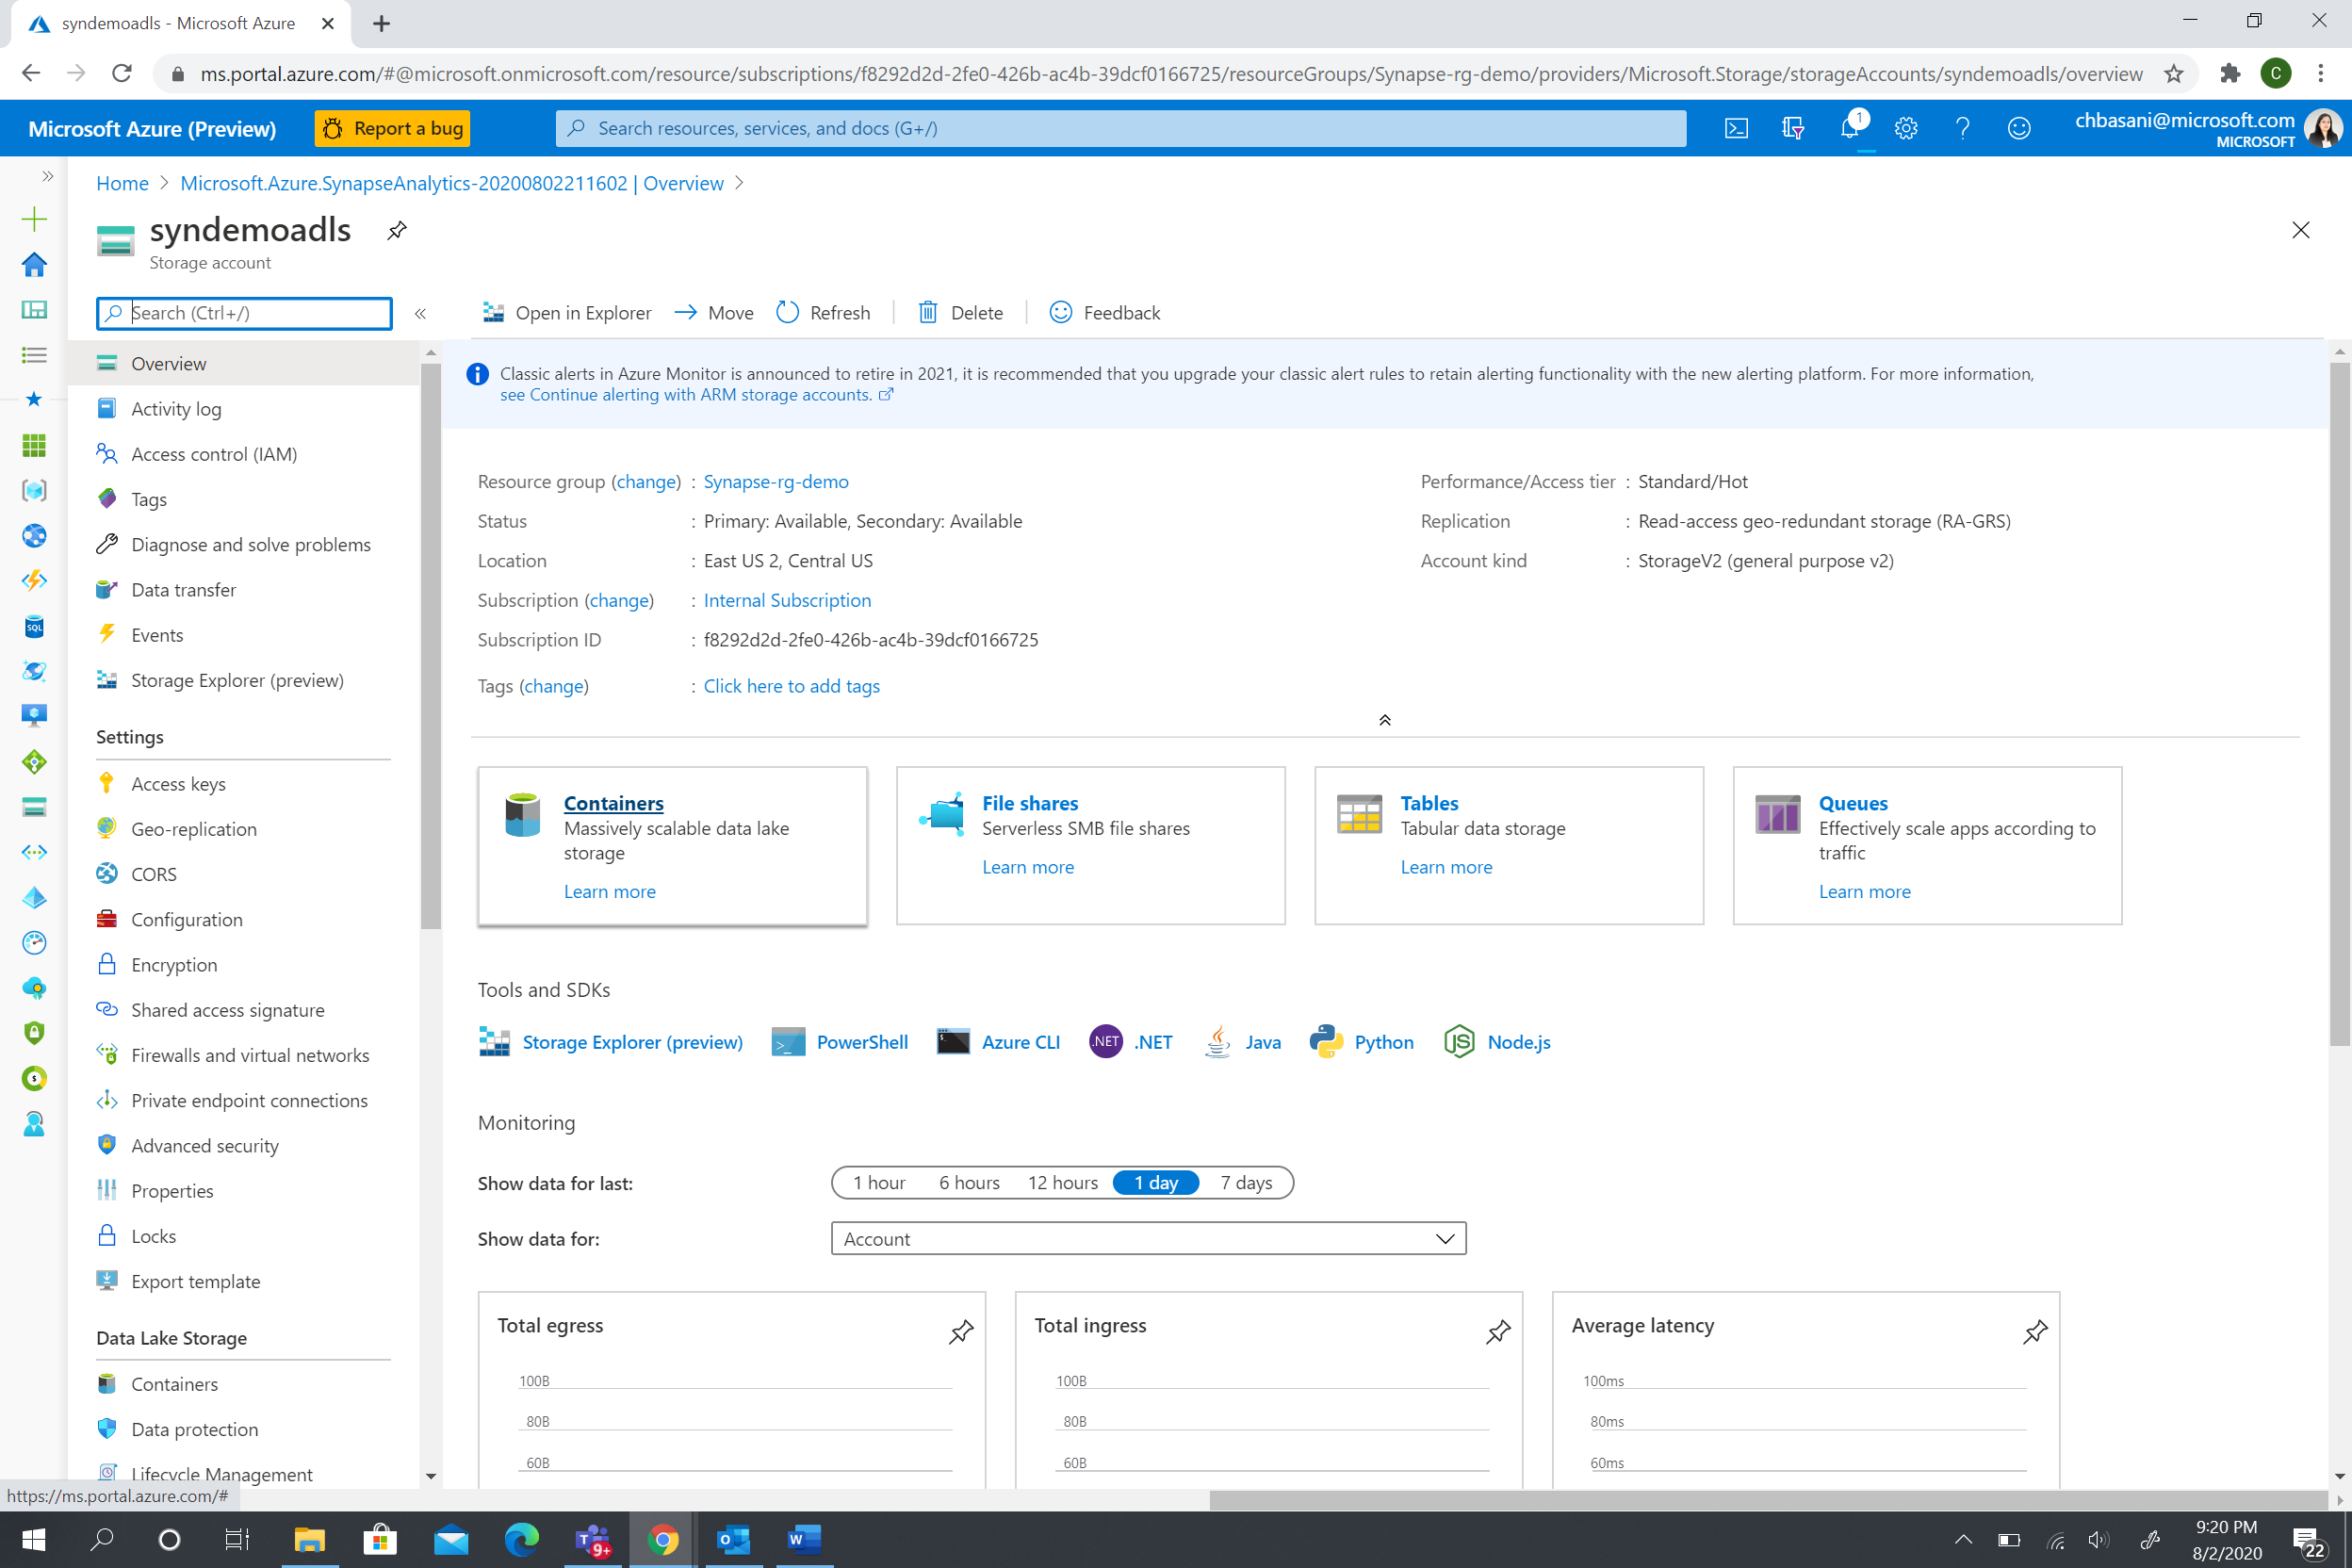 syndemoadls - Microsoft Azure
ms.portal.azure.com/#@microsoft.onmicrosoft.com/resource/subscriptions/f8292d2d-2fe0-426b-ac4b-39dcf0166725/resourceGroups/Synapse-rg-demo/providers/Microsoft.Storage/storageAccounts/syndemoadls/overview
C
Microsoft Azure (Preview)
Report a bug
Search resources, services, and docs (G+/)
1
chbasani@microsoft.com
MICROSOFT
Home > Microsoft.Azure.SynapseAnalytics-20200802211602 | Overview >
syndemoadls
Storage account
Search (Ctrl+/)
Open in Explorer
Move
Refresh
Delete
Feedback
Overview
Activity log
Access control (IAM)
Tags
Diagnose and solve problems
Data transfer
Events
Storage Explorer (preview)
Settings
Access keys
Geo-replication
CORS
Configuration
Encryption
Shared access signature
Firewalls and virtual networks
Private endpoint connections
Advanced security
Properties
Locks
Export template
Data Lake Storage
Containers
Data protection
Lifecycle Management
Classic alerts in Azure Monitor is announced to retire in 2021, it is recommended that you upgrade your classic alert rules to retain alerting functionality with the new alerting platform. For more information,
see Continue alerting with ARM storage accounts.
Resource group (change) : Synapse-rg-demo
Status : Primary: Available, Secondary: Available
Location : East US 2, Central US
Subscription (change) : Internal Subscription
Subscription ID : f8292d2d-2fe0-426b-ac4b-39dcf0166725
Tags (change) : Click here to add tags
Performance/Access tier : Standard/Hot
Replication : Read-access geo-redundant storage (RA-GRS)
Account kind : StorageV2 (general purpose v2)
Containers
Massively scalable data lake
storage
Learn more
File shares
Serverless SMB file shares
Learn more
Tables
Tabular data storage
Learn more
Queues
Effectively scale apps according to
traffic
Learn more
Tools and SDKs
Storage Explorer (preview)
PowerShell
Azure CLI
.NET
.NET
Java
Python
Node.js
Monitoring
Show data for last:
1 hour
6 hours
12 hours
1 day
7 days
Show data for:
Account
Total egress
100B
80B
60B
Total ingress
100B
80B
60B
Average latency
100ms
80ms
60ms
https://ms.portal.azure.com/#
SQL
9+
9:20 PM
8/2/2020
22